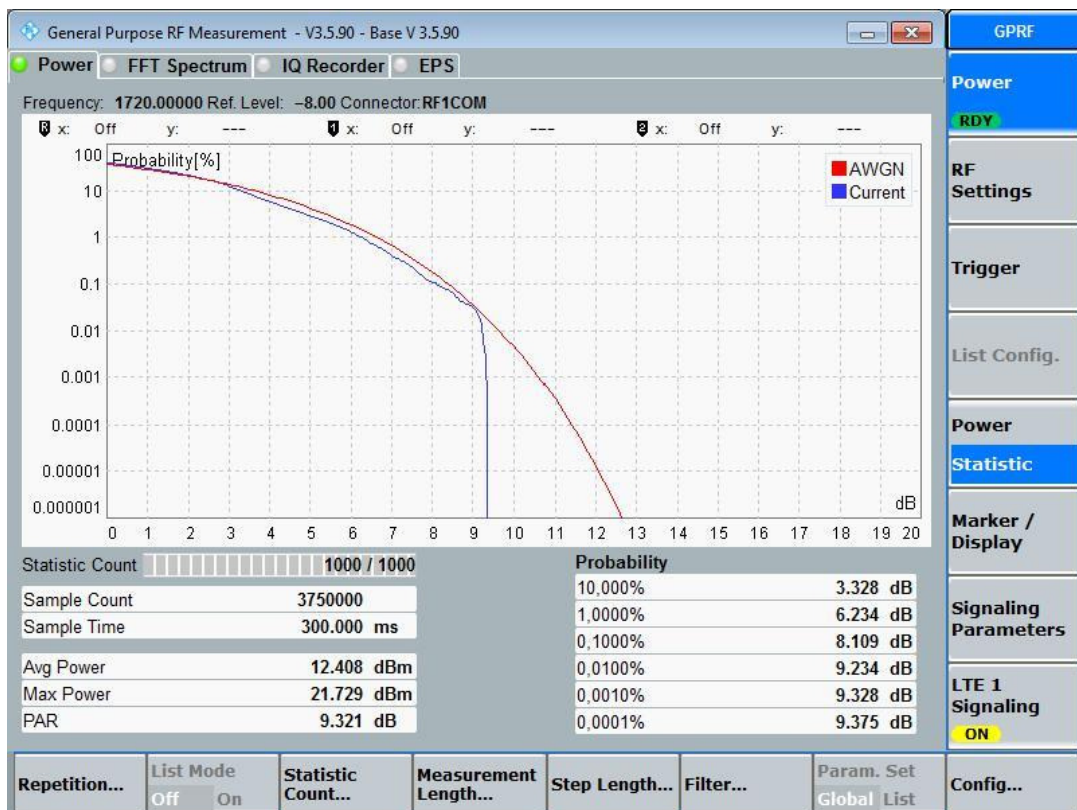 General Purpose RF Measurement - V3.5.90 - Base V 3.5.90
GPRF
Power FFT Spectrum IQ Recorder EPS
Frequency: 1720.00000 Ref. Level: -8.00 Connector:RF1COM
R x: Off y: --- 1 x: Off y: --- 2 x: Off y: ---
Probability[%]
AWGN
Current
100
10
1
0.1
0.01
0.001
0.0001
0.00001
0.000001
dB
0 1 2 3 4 5 6 7 8 9 10 11 12 13 14 15 16 17 18 19 20
Statistic Count 1000 / 1000
Sample Count 3750000
Sample Time 300.000 ms
Avg Power 12.408 dBm
Max Power 21.729 dBm
PAR 9.321 dB
Probability
10,000% 3.328 dB
1,0000% 6.234 dB
0,1000% 8.109 dB
0,0100% 9.234 dB
0,0010% 9.328 dB
0,0001% 9.375 dB
Power
RDY
RF
Settings
Trigger
List Config.
Power
Statistic
Marker /
Display
Signaling
Parameters
LTE 1
Signaling
ON
Repetition...
List Mode
Off On
Statistic
Count...
Measurement
Length...
Step Length...
Filter...
Param. Set
Global List
Config...